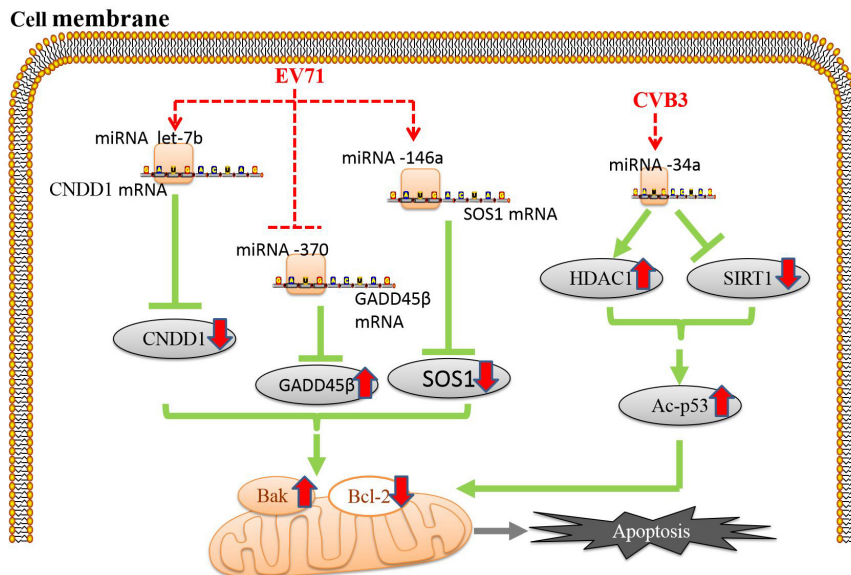 Cell membrane
EV71
CVB3
miRNA let-7b
miRNA -146a
miRNA -34a
CNDD1 mRNA
SOS1 mRNA
miRNA -370
GADD45β
mRNA
HDAC1
SIRT1
CNDD1
GADD45β
SOS1
Ac-p53
Bak
Bcl-2
Apoptosis